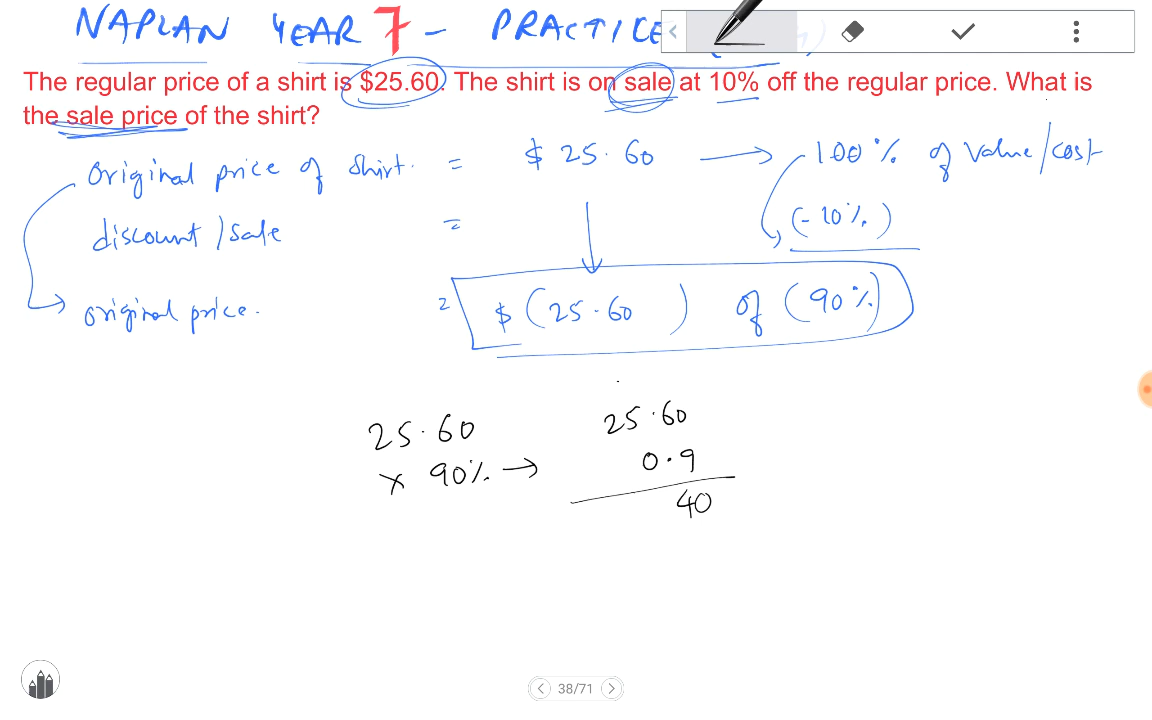 NAPLAN YEAR 7 - PRACTICE
The regular price of a shirt is $25.60. The shirt is on sale at 10% off the regular price. What is
the sale price of the shirt?
Original price of shirt. = $ 25.60 → 100% of value/cost
discount / sale = (-10%)
original price. = $ (25.60) of (90%)
25.60 25.60
x 90% → 0.9
40
38/71